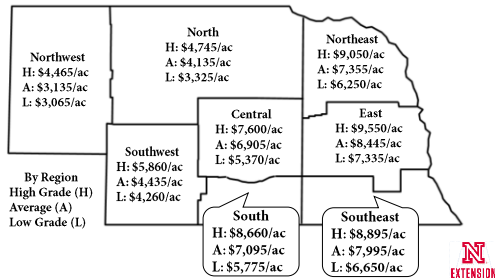 Northwest
H: $4,465/ac
A: $3,135/ac
L: $3,065/ac
North
H: $4,745/ac
A: $4,135/ac
L: $3,325/ac
Northeast
H: $9,050/ac
A: $7,355/ac
L: $6,250/ac
Central
H: $7,600/ac
A: $6,905/ac
L: $5,370/ac
East
H: $9,550/ac
A: $8,445/ac
L: $7,335/ac
Southwest
H: $5,860/ac
A: $4,435/ac
L: $4,260/ac
By Region
High Grade (H)
Average (A)
Low Grade (L)
South
H: $8,660/ac
A: $7,095/ac
L: $5,775/ac
Southeast
H: $8,895/ac
A: $7,995/ac
L: $6,650/ac
N
EXTENSION